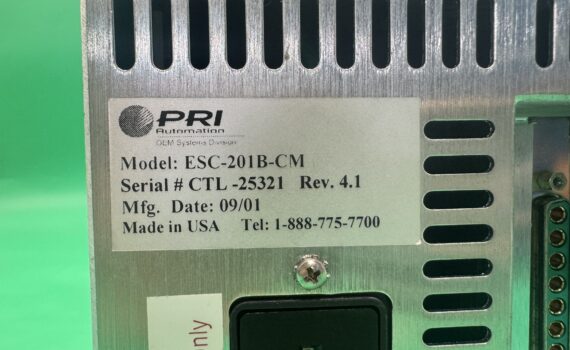 PRI
Automation
OEM Systems Division
Model: ESC-201B-CM
Serial # CTL -25321 Rev. 4.1
Mfg. Date: 09/01
Made in USA Tel: 1-888-775-7700
only